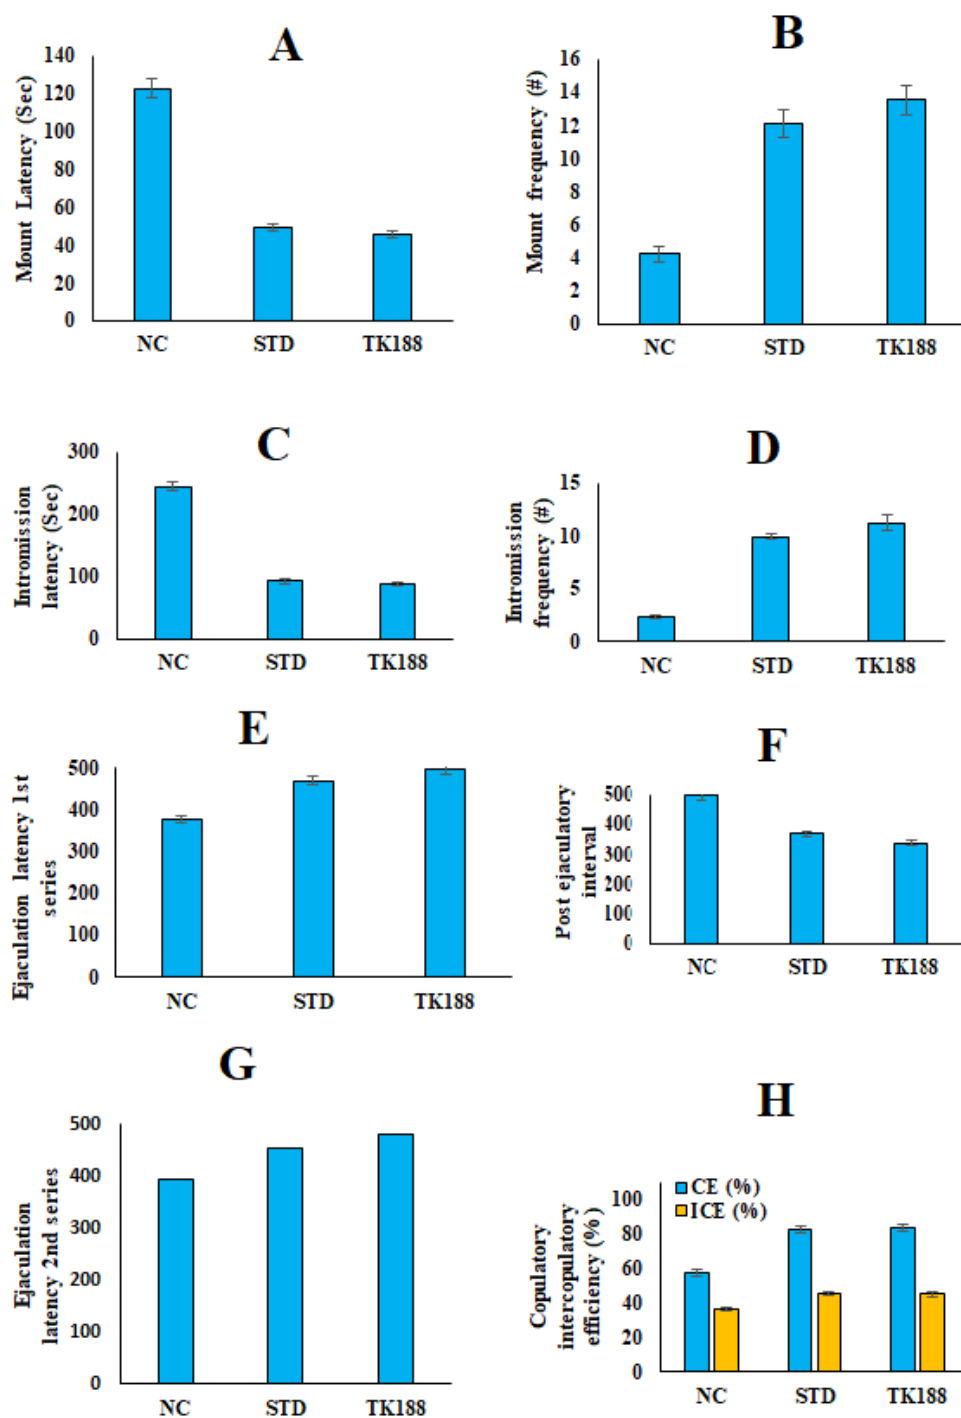 A
Mount Latency (Sec)
140
120
100
80
60
40
20
0
NC STD TK188
B
Mount frequency (#)
16
14
12
10
8
6
4
2
0
NC STD TK188
C
Intromission
latency (Sec)
300
200
100
0
NC STD TK188
D
Intromission
frequency (#)
15
10
5
0
NC STD TK188
E
Ejaculation latency 1st
series
500
400
300
200
100
0
NC STD TK188
F
Post ejaculatory
interval
500
400
300
200
100
0
NC STD TK188
G
Ejaculation
latency 2nd series
500
400
300
200
100
0
NC STD TK188
H
Copulatory
intercopulatory
efficiency (%)
CE (%)
ICE (%)
100
80
60
40
20
0
NC STD TK188